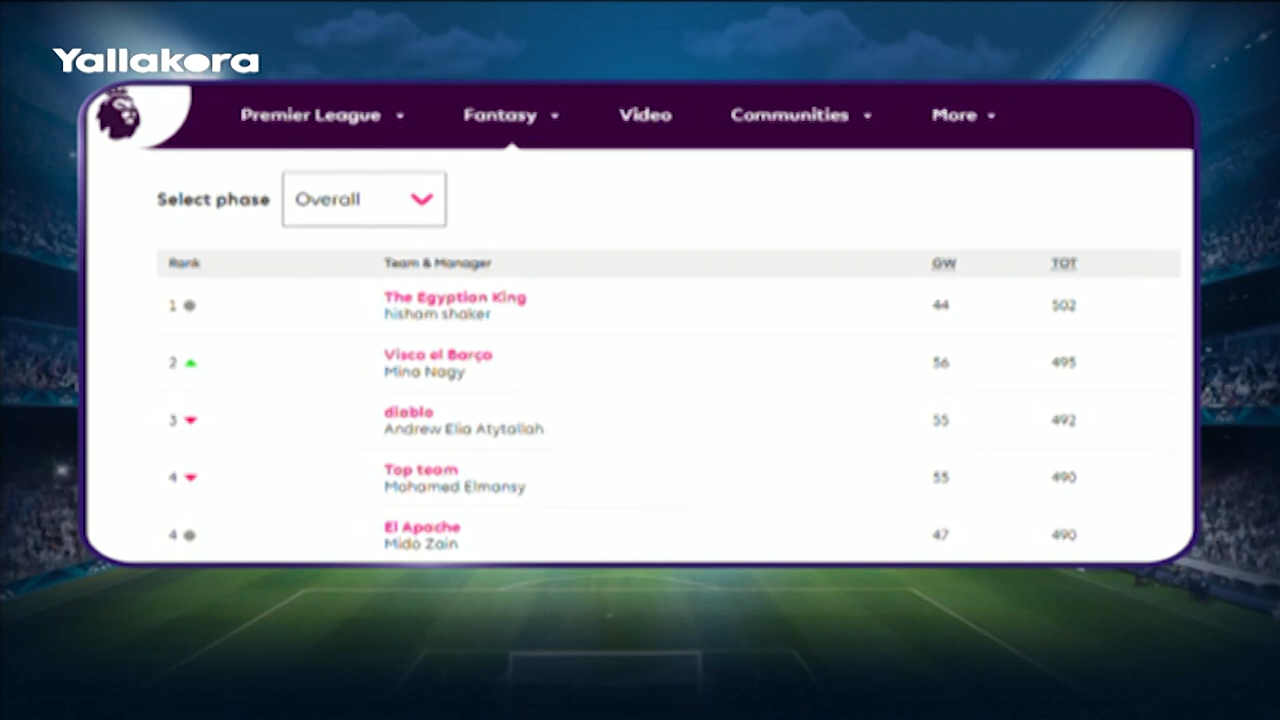 Yallakora
Premier League Fantasy Video Communities More
Select phase Overall
Rank Team & Manager GW TOT
1 The Egyptian King 44 502
hisham shaker
2 Visca el Barça 56 495
Mina Nagy
3 diablo 55 492
Andrew Elia Atytallah
4 Top team 55 490
Mohamed Elmansy
4 El Apache 47 490
Mido Zain